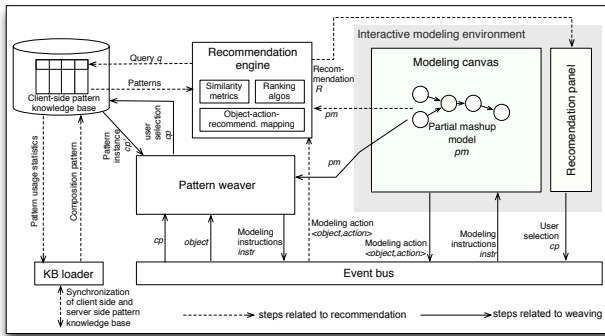 Interactive modeling environment
Recommendation
engine
Similarity
metrics
Ranking
algos
Object-action-
recommend. mapping
Query q
Patterns
Client-side pattern
knowledge base
Recom-
mendation
R
pm
Modeling canvas
Partial mashup
model
pm
Recomendation panel
Pattern usage statistics
Composition pattern
Pattern
instance
cp
user
selection
cp
Pattern weaver
pm
cp
object
Modeling
instructions
instr
Modeling action
<object,action>
Modeling action
<object,action>
Modeling
instructions
instr
User
selection
cp
KB loader
Event bus
Synchronization
of client side and
server side pattern
knowledge base
steps related to recommendation
steps related to weaving